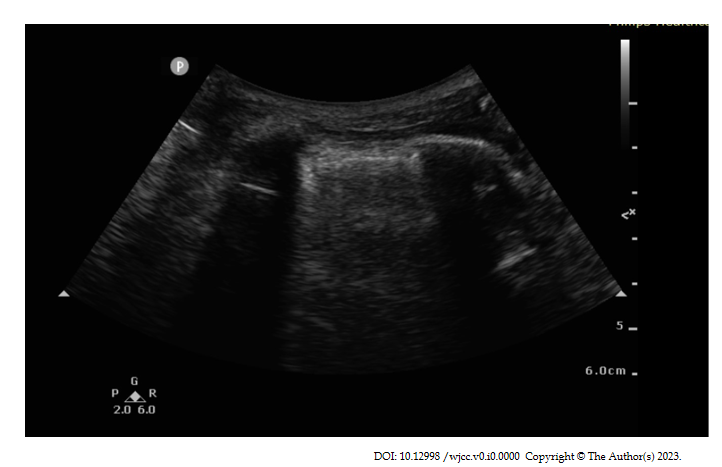 P
5
6.0cm
G
P R
2.0 6.0
DOI: 10.12998 /wjcc.v0.i0.0000 Copyright © The Author(s) 2023.